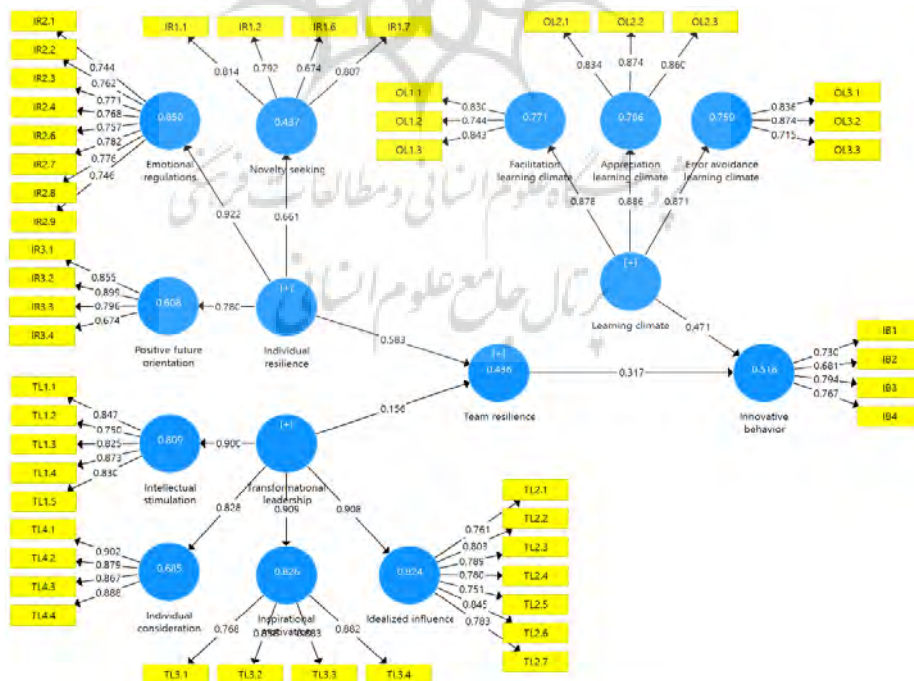 IR2.1
IR2.2
IR2.3
IR2.4
IR2.6
IR2.7
IR2.8
IR2.9
0.744
0.762
0.771
0.768
0.757
0.782
0.776
0.746
0.850
Emotional
regulations
IR1.1
IR1.2
IR1.6
IR1.7
0.814
0.792
0.674
0.807
0.437
Novelty seeking
OL1.1
OL1.2
OL1.3
0.830
0.744
0.843
0.771
Facilitation
learning climate
OL2.1
OL2.2
OL2.3
0.834
0.874
0.860
0.786
Appreciation
learning climate
OL3.1
OL3.2
OL3.3
0.836
0.874
0.715
0.759
Error avoidance
learning climate
پژوهشگاه علوم انسانی و مطالعات فرهنگی
پرتال جامع علوم انسانی
0.922
0.661
0.878
0.886
0.871
IR3.1
IR3.2
IR3.3
IR3.4
0.855
0.899
0.796
0.674
0.608
Positive future
orientation
0.780
[+]
Individual
resilience
[+]
Learning climate
0.583
0.471
[+]
0.436
Team resilience
0.317
Innovative
behavior
0.730
0.681
0.794
0.767
IB1
IB2
IB3
IB4
0.156
TL1.1
TL1.2
TL1.3
TL1.4
TL1.5
0.847
0.750
0.825
0.873
0.830
0.809
Intellectual
stimulation
0.900
[+]
Transformational
leadership
0.828
0.909
0.908
TL4.1
TL4.2
TL4.3
TL4.4
0.902
0.879
0.867
0.888
0.685
Individual
consideration
0.826
Inspirational
motivations
0.768
0.883
0.882
TL3.1
TL3.2
TL3.3
TL3.4
0.824
Idealized influence
0.761
0.803
0.789
0.780
0.751
0.845
0.783
TL2.1
TL2.2
TL2.3
TL2.4
TL2.5
TL2.6
TL2.7